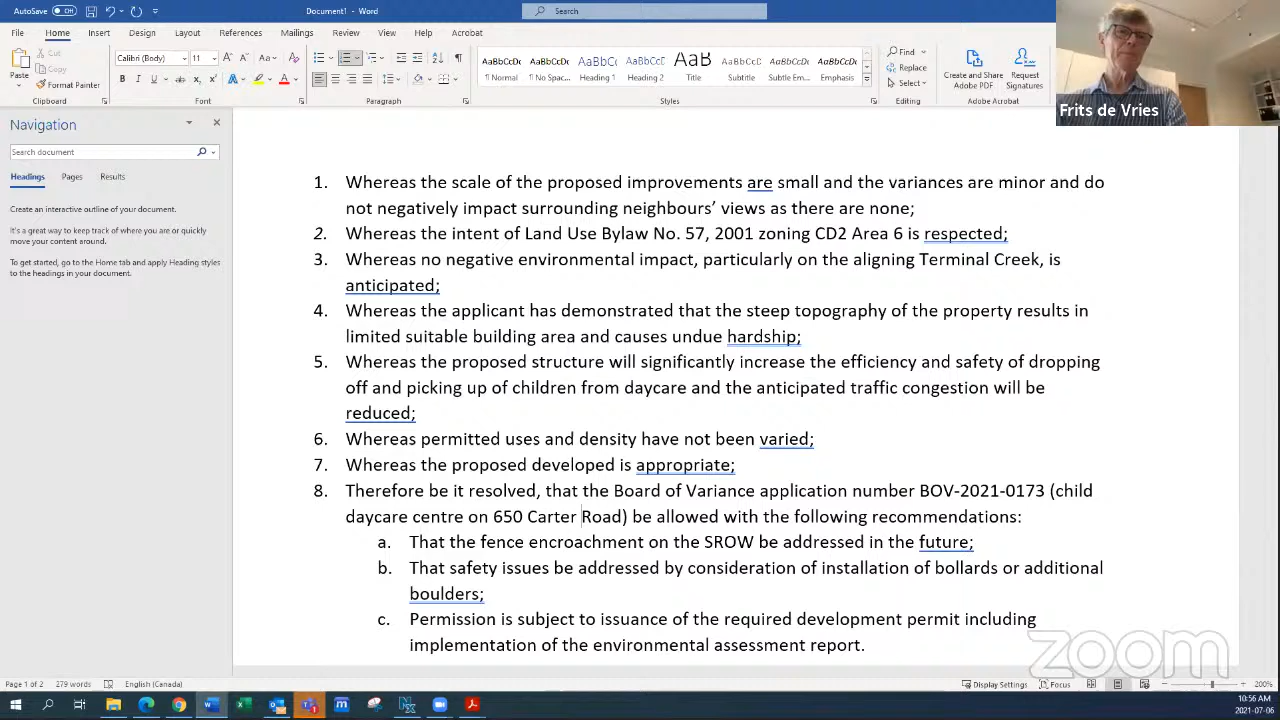 AutoSave Off Document1 - Word Search
File Home Insert Design Layout References Mailings Review View Help Acrobat
Paste Cut Copy Format Painter Clipboard
Calibri (Body) 11 Font
Paragraph
AaBbCcDc AaBbCcDc AaBbCc AaBbCcC AaB AaBbCcD AaBbCcDc AaBbCcDc
¶ Normal ¶ No Spac... Heading 1 Heading 2 Title Subtitle Subtle Em... Emphasis
Styles
Find Replace Select Editing
Create and Share Adobe PDF Request Signatures
Adobe Acrobat
Frits de Vries
Navigation
Search document
Headings Pages Results
Create an interactive outline of your document.
It's a great way to keep track of where you are or quickly
move your content around.
To get started, go to the Home tab and apply Heading styles
to the headings in your document.
1. Whereas the scale of the proposed improvements are small and the variances are minor and do
not negatively impact surrounding neighbours’ views as there are none;
2. Whereas the intent of Land Use Bylaw No. 57, 2001 zoning CD2 Area 6 is respected;
3. Whereas no negative environmental impact, particularly on the aligning Terminal Creek, is
anticipated;
4. Whereas the applicant has demonstrated that the steep topography of the property results in
limited suitable building area and causes undue hardship;
5. Whereas the proposed structure will significantly increase the efficiency and safety of dropping
off and picking up of children from daycare and the anticipated traffic congestion will be
reduced;
6. Whereas permitted uses and density have not been varied;
7. Whereas the proposed developed is appropriate;
8. Therefore be it resolved, that the Board of Variance application number BOV-2021-0173 (child
daycare centre on 650 Carter Road) be allowed with the following recommendations:
a. That the fence encroachment on the SROW be addressed in the future;
b. That safety issues be addressed by consideration of installation of bollards or additional
boulders;
c. Permission is subject to issuance of the required development permit including
implementation of the environmental assessment report.
zoom
Page 1 of 2 279 words English (Canada) Display Settings Focus 200%
10:56 AM
2021-07-06